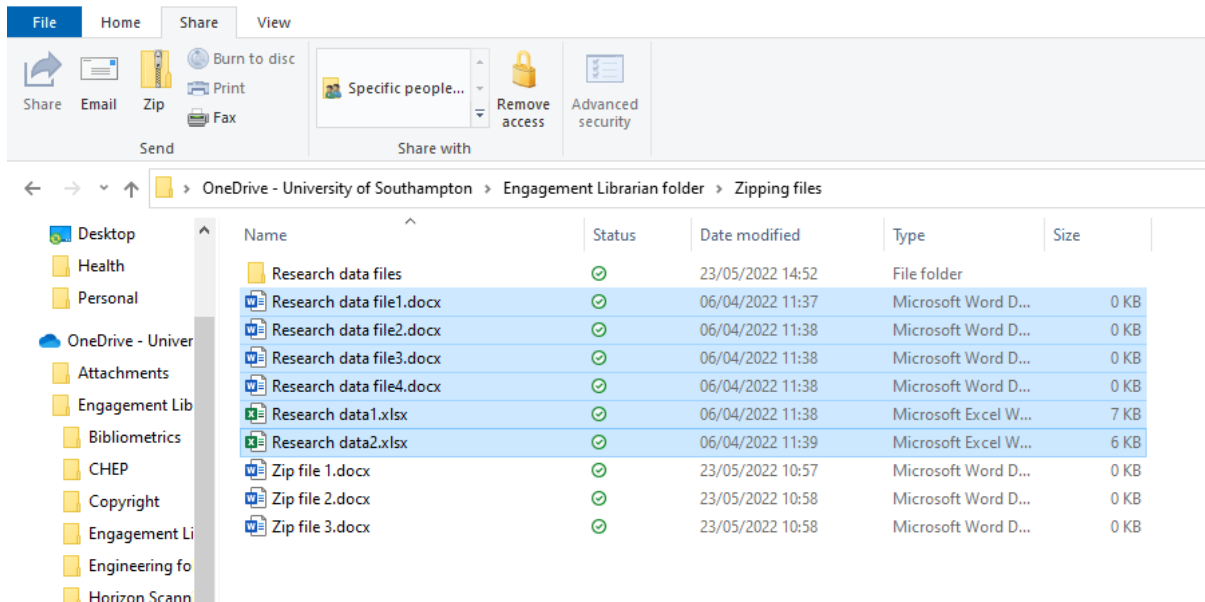 File Home Share View
Share Email Zip Burn to disc Print Fax Specific people... Remove access Advanced security
Send Share with
OneDrive - University of Southampton > Engagement Librarian folder > Zipping files
Desktop
Health
Personal
OneDrive - Univer
Attachments
Engagement Lib
Bibliometrics
CHEP
Copyright
Engagement Li
Engineering fo
Horizon Scann
Name Status Date modified Type Size
Research data files 23/05/2022 14:52 File folder
Research data file1.docx 06/04/2022 11:37 Microsoft Word D... 0 KB
Research data file2.docx 06/04/2022 11:38 Microsoft Word D... 0 KB
Research data file3.docx 06/04/2022 11:38 Microsoft Word D... 0 KB
Research data file4.docx 06/04/2022 11:38 Microsoft Word D... 0 KB
Research data1.xlsx 06/04/2022 11:38 Microsoft Excel W... 7 KB
Research data2.xlsx 06/04/2022 11:39 Microsoft Excel W... 6 KB
Zip file 1.docx 23/05/2022 10:57 Microsoft Word D... 0 KB
Zip file 2.docx 23/05/2022 10:58 Microsoft Word D... 0 KB
Zip file 3.docx 23/05/2022 10:58 Microsoft Word D... 0 KB